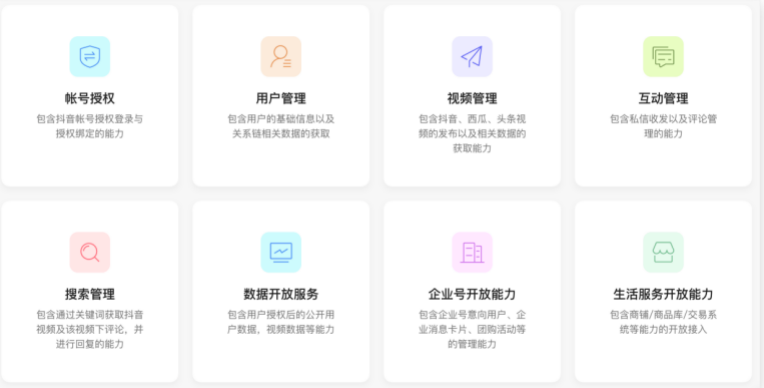 帐号授权
包含抖音帐号授权登录与
授权绑定的能力
用户管理
包含用户的基础信息以及
关系链相关数据的获取
视频管理
包含抖音、西瓜、头条视
频的发布以及相关数据的
获取能力
互动管理
包含私信收发以及评论管
理的能力
搜索管理
包含通过关键词获取抖音
视频及该视频下评论，并
进行回复的能力
数据开放服务
包含用户授权后的公开用
户数据，视频数据等能力
企业号开放能力
包含企业号意向用户、企
业消息卡片、团购活动等
的管理能力
生活服务开放能力
包含商铺/商品库/交易系
统等能力的开放接入